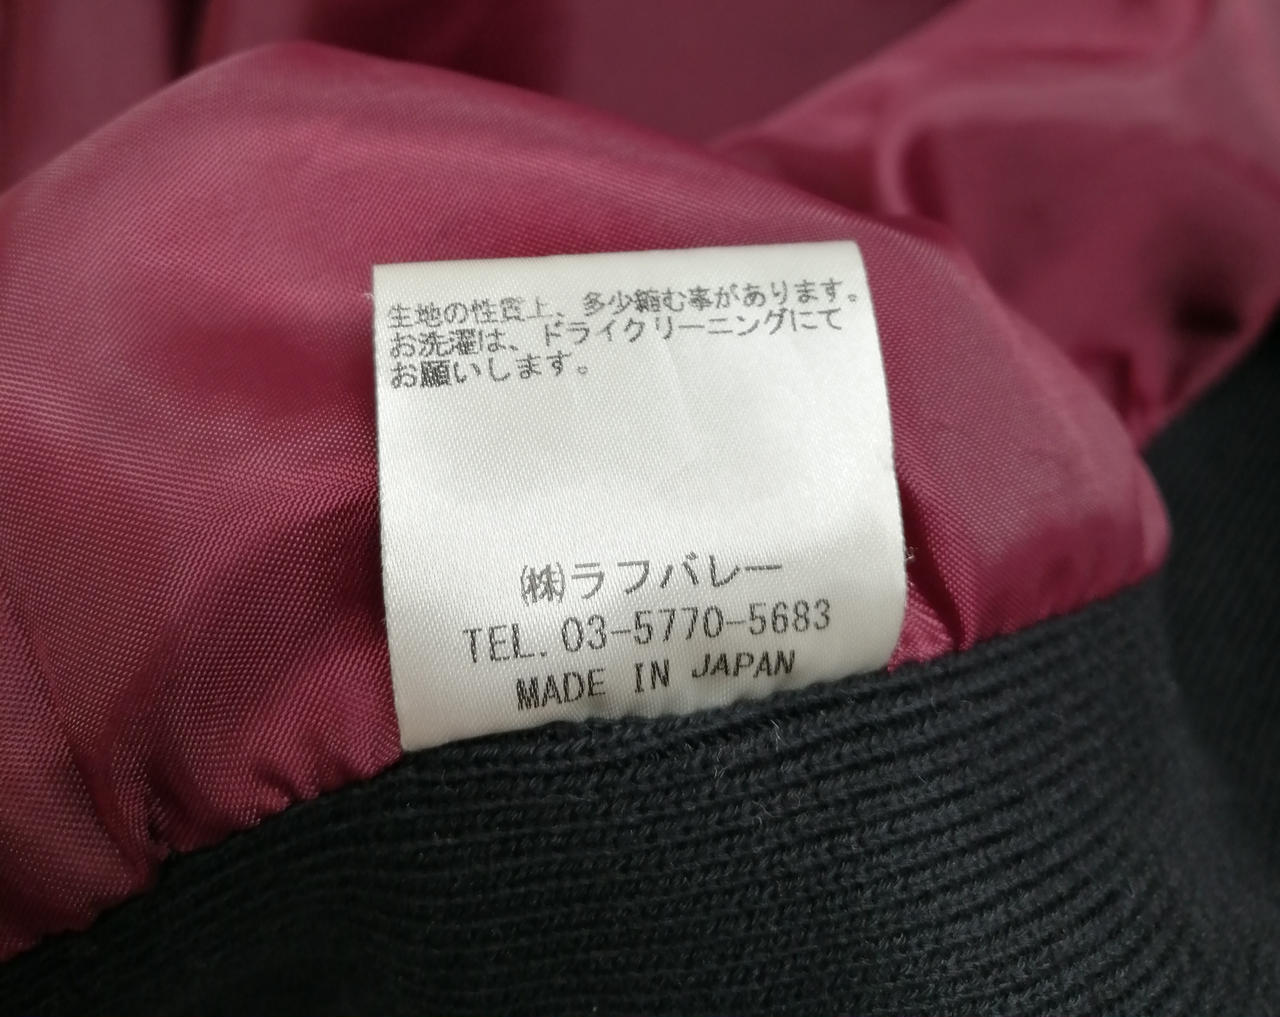 生地の性質上、多少縮む事があります。
お洗濯は、ドライクリーニングにて
お願いします。
㈱ラフバレー
TEL. 03-5770-5683
MADE IN JAPAN